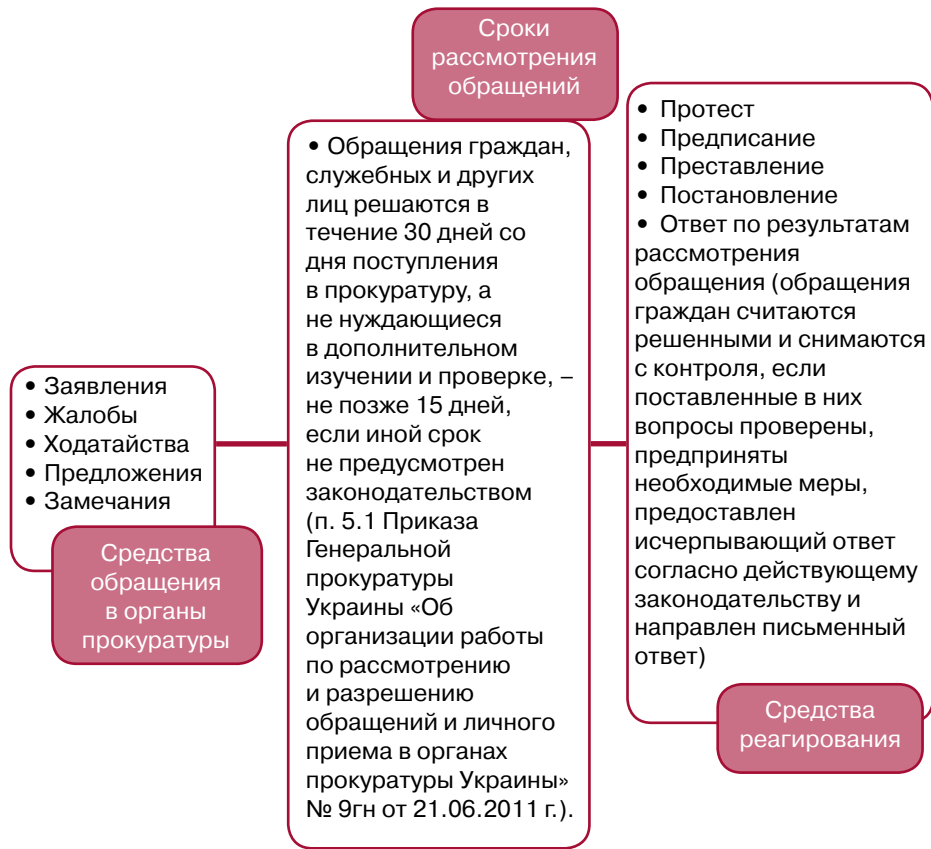 • Заявления
• Жалобы
• Ходатайства
• Предложения
• Замечания
Средства
обращения
в органы
прокуратуры
Сроки
рассмотрения
обращений
• Обращения граждан,
служебных и других
лиц решаются в
течение 30 дней со
дня поступления
в прокуратуру, а
не нуждающиеся
в дополнительном
изучении и проверке, –
не позже 15 дней,
если иной срок
не предусмотрен
законодательством
(п. 5.1 Приказа
Генеральной
прокуратуры
Украины «Об
организации работы
по рассмотрению
и разрешению
обращений и личного
приема в органах
прокуратуры Украины»
№ 9гн от 21.06.2011 г.).
• Протест
• Предписание
• Преставление
• Постановление
• Ответ по результатам
рассмотрения
обращения (обращения
граждан считаются
решенными и снимаются
с контроля, если
поставленные в них
вопросы проверены,
предприняты
необходимые меры,
предоставлен
исчерпывающий ответ
согласно действующему
законодательству и
направлен письменный
ответ)
Средства
реагирования